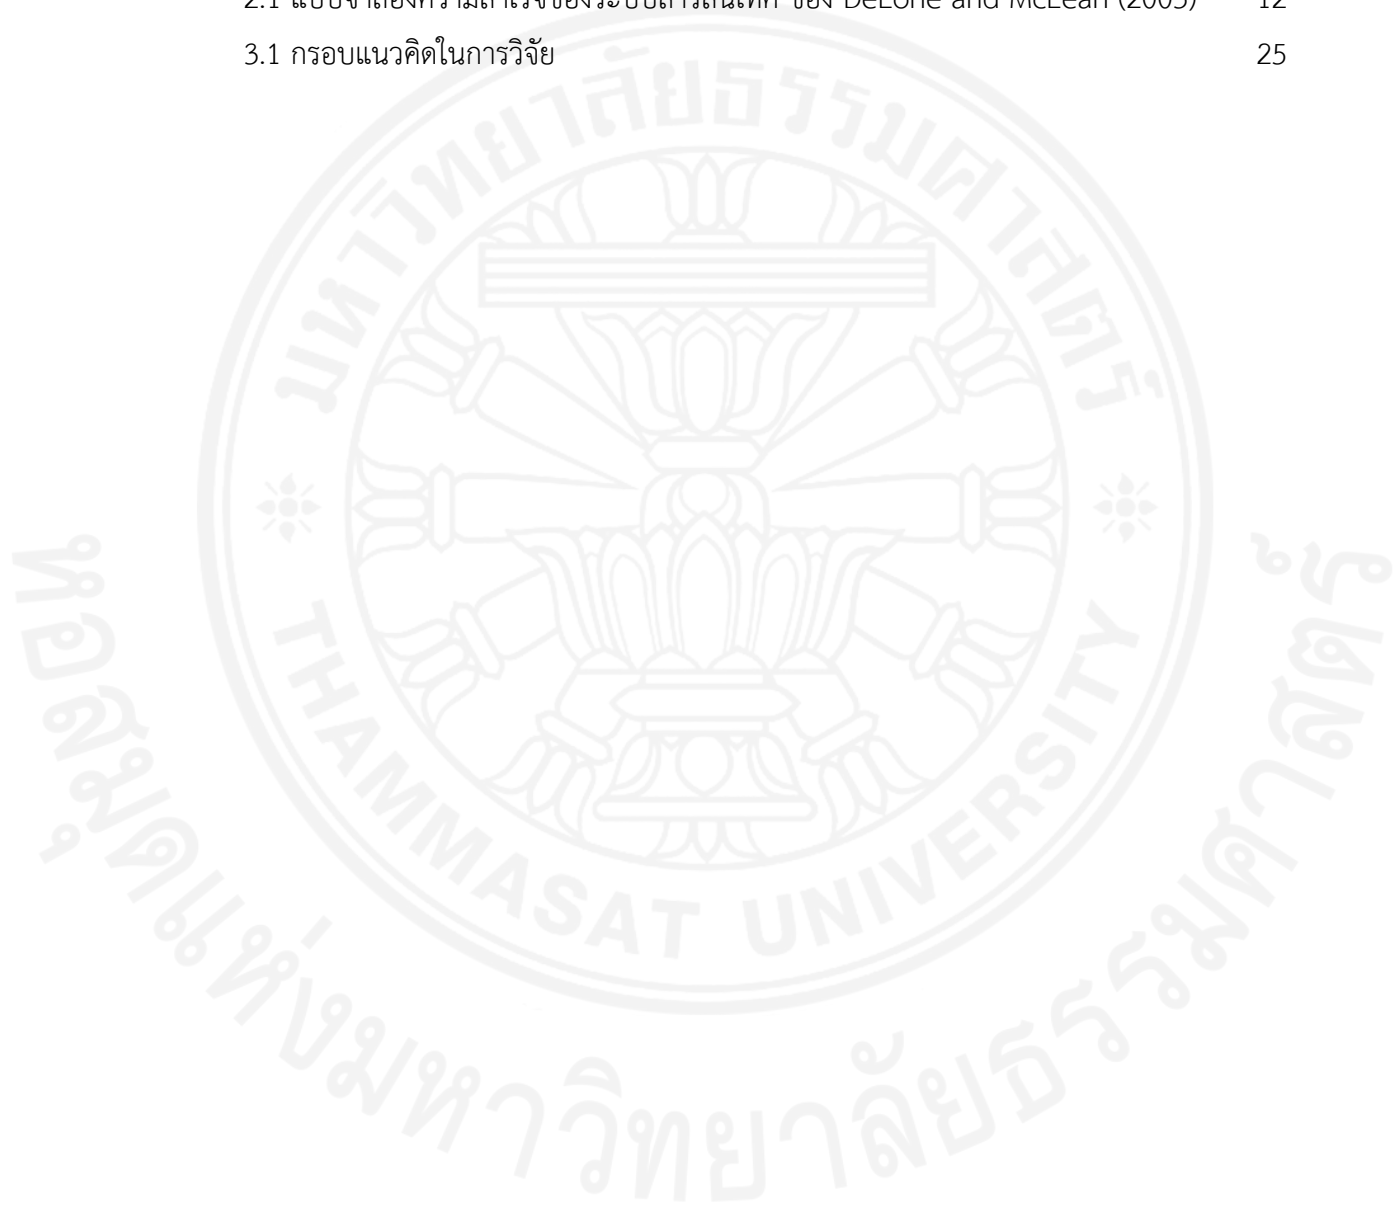 2.1 แบบจำลองความสำเร็จของระบบสารสนเทศ ของ DeLone and McLean (2003) 12
3.1 กรอบแนวคิดในการวิจัย 25
มหาวิทยาลัยธรรมศาสตร์
THAMMASAT UNIVERSITY
หอสมุดแห่งมหาวิทยาลัยธรรมศาสตร์